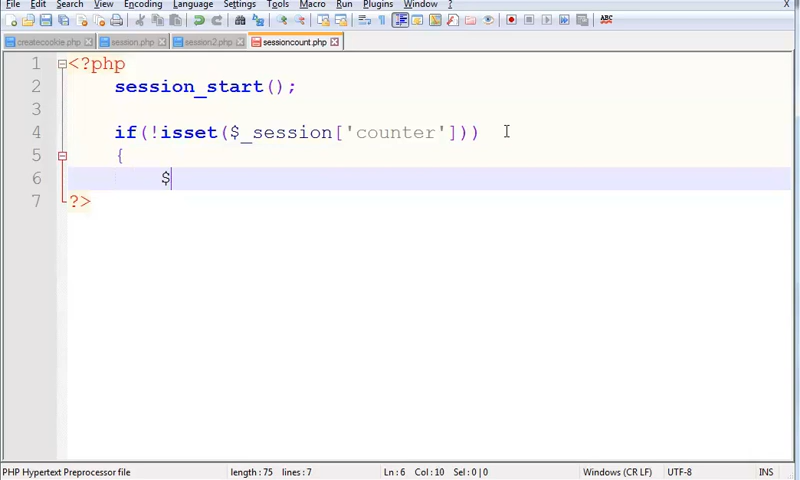 File Edit Search View Encoding Language Settings Tools Macro Run Plugins Window ? X
ABC
createcookie.php session.php session2.php sessioncount.php
1 <?php
2 session_start();
3
4 if(!isset($_session['counter']))
5 {
6 $
7 ?>
PHP Hypertext Preprocessor file length : 75 lines : 7 Ln : 6 Col : 10 Sel : 0 | 0 Windows (CR LF) UTF-8 INS